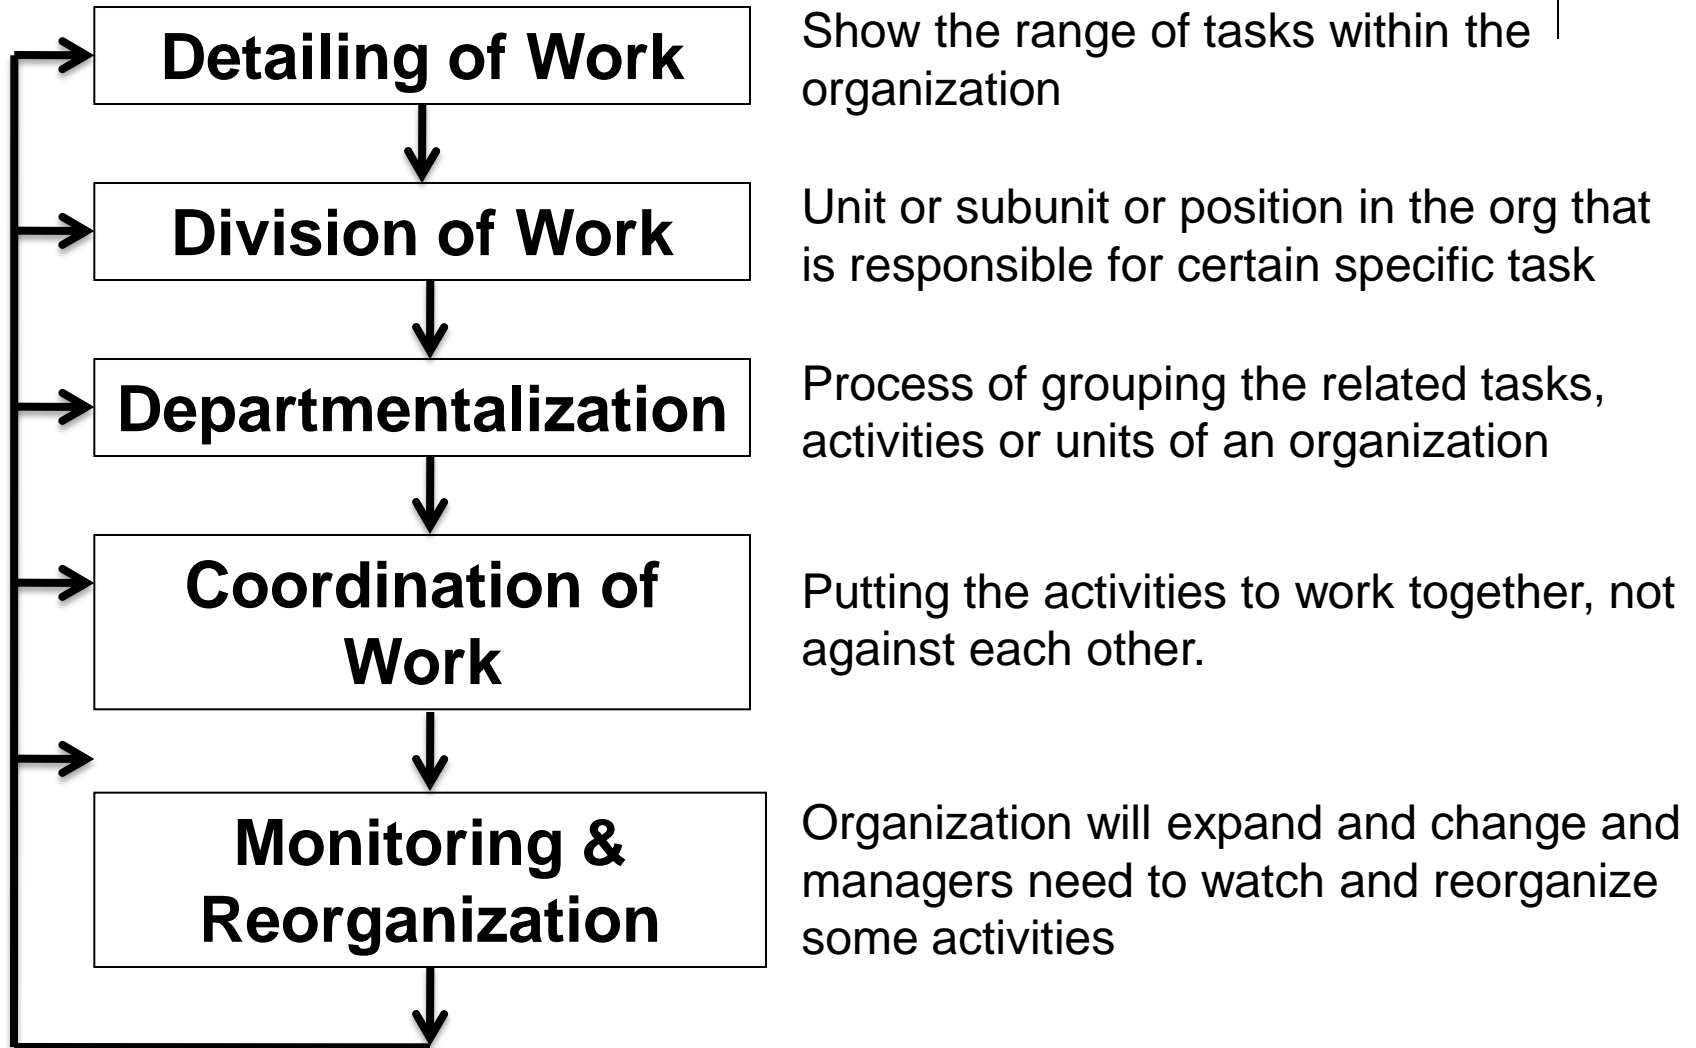 Detailing of Work
Show the range of tasks within the
organization
Division of Work
Unit or subunit or position in the org that
is responsible for certain specific task
Departmentalization
Process of grouping the related tasks,
activities or units of an organization
Coordination of
Work
Putting the activities to work together, not
against each other.
Monitoring &
Reorganization
Organization will expand and change and
managers need to watch and reorganize
some activities